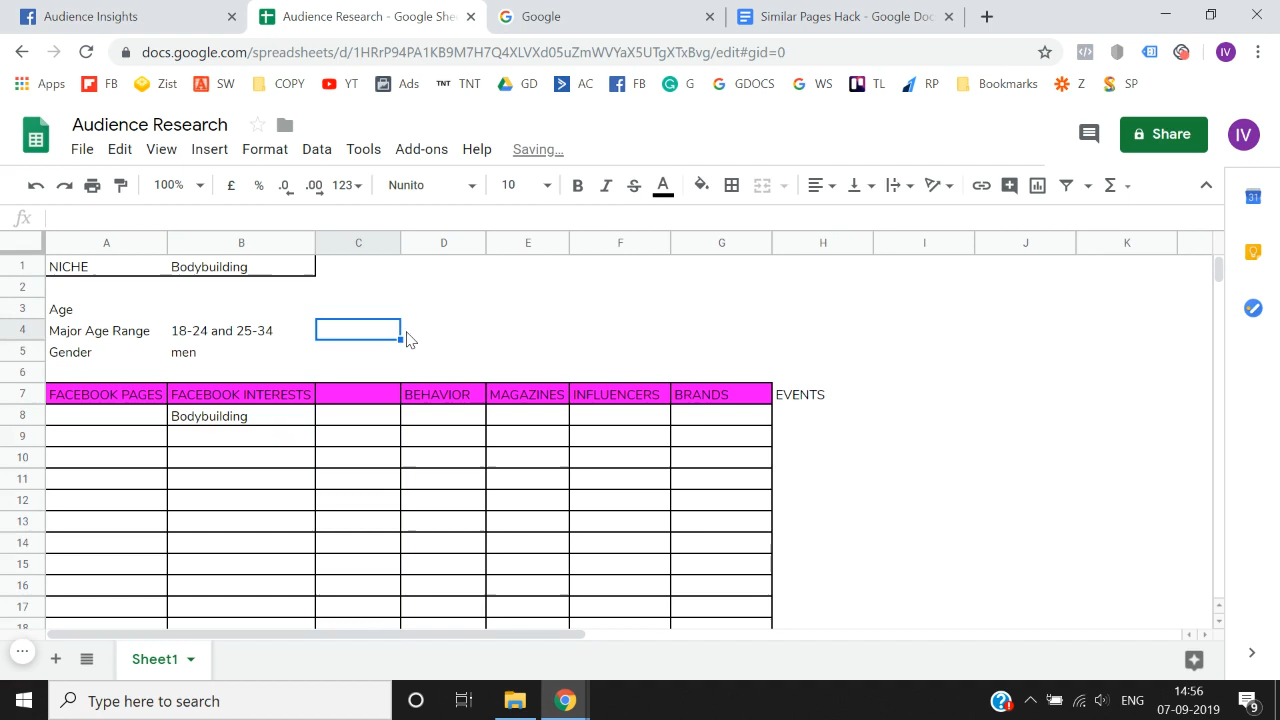 Audience Insights
Audience Research - Google She
Google
Similar Pages Hack - Google Doc
docs.google.com/spreadsheets/d/1HRrP94PA1KB9M7H7Q4XLVXd05uZmWVYaX5UTgXTxBvg/edit#gid=0
IV
Apps FB Zist SW COPY YT Ads TNT TNT GD AC FB G GDOCS WS TL RP Bookmarks Z SP
Audience Research
Share
IV
File Edit View Insert Format Data Tools Add-ons Help Saving...
100% £ % .0 .00 123 Nunito 10 B I S A Σ
fx
31
A B C D E F G H I J K
1 NICHE Bodybuilding
2
3 Age
4 Major Age Range 18-24 and 25-34
5 Gender men
6
7 FACEBOOK PAGES FACEBOOK INTERESTS BEHAVIOR MAGAZINES INFLUENCERS BRANDS EVENTS
8 Bodybuilding
9
10
11
12
13
14
15
16
17
18
Sheet1
Type here to search
ENG
14:56
07-09-2019
9